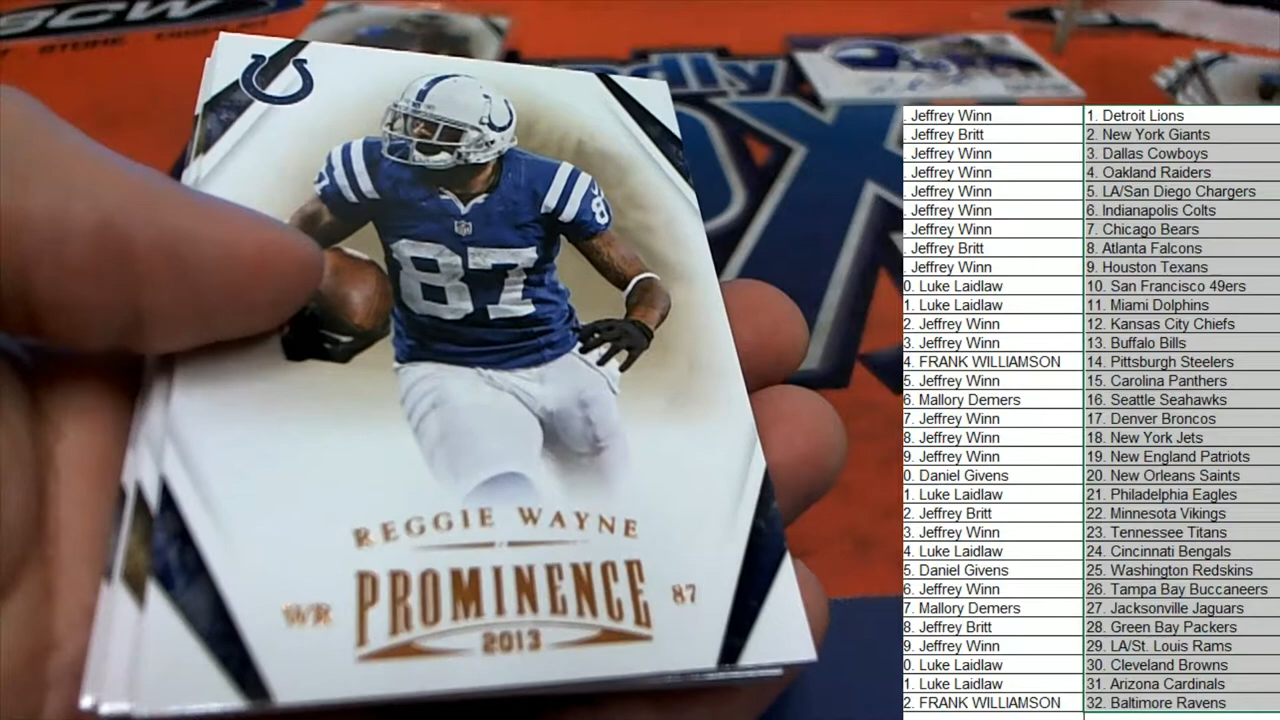 GCW
STORE
87
8
REGGIE WAYNE
WR PROMINENCE 87
2013
. Jeffrey Winn 1. Detroit Lions
. Jeffrey Britt 2. New York Giants
. Jeffrey Winn 3. Dallas Cowboys
. Jeffrey Winn 4. Oakland Raiders
. Jeffrey Winn 5. LA/San Diego Chargers
. Jeffrey Winn 6. Indianapolis Colts
. Jeffrey Winn 7. Chicago Bears
. Jeffrey Britt 8. Atlanta Falcons
. Jeffrey Winn 9. Houston Texans
0. Luke Laidlaw 10. San Francisco 49ers
1. Luke Laidlaw 11. Miami Dolphins
2. Jeffrey Winn 12. Kansas City Chiefs
3. Jeffrey Winn 13. Buffalo Bills
4. FRANK WILLIAMSON 14. Pittsburgh Steelers
5. Jeffrey Winn 15. Carolina Panthers
6. Mallory Demers 16. Seattle Seahawks
7. Jeffrey Winn 17. Denver Broncos
8. Jeffrey Winn 18. New York Jets
9. Jeffrey Winn 19. New England Patriots
0. Daniel Givens 20. New Orleans Saints
1. Luke Laidlaw 21. Philadelphia Eagles
2. Jeffrey Britt 22. Minnesota Vikings
3. Jeffrey Winn 23. Tennessee Titans
4. Luke Laidlaw 24. Cincinnati Bengals
5. Daniel Givens 25. Washington Redskins
6. Jeffrey Winn 26. Tampa Bay Buccaneers
7. Mallory Demers 27. Jacksonville Jaguars
8. Jeffrey Britt 28. Green Bay Packers
9. Jeffrey Winn 29. LA/St. Louis Rams
0. Luke Laidlaw 30. Cleveland Browns
1. Luke Laidlaw 31. Arizona Cardinals
2. FRANK WILLIAMSON 32. Baltimore Ravens